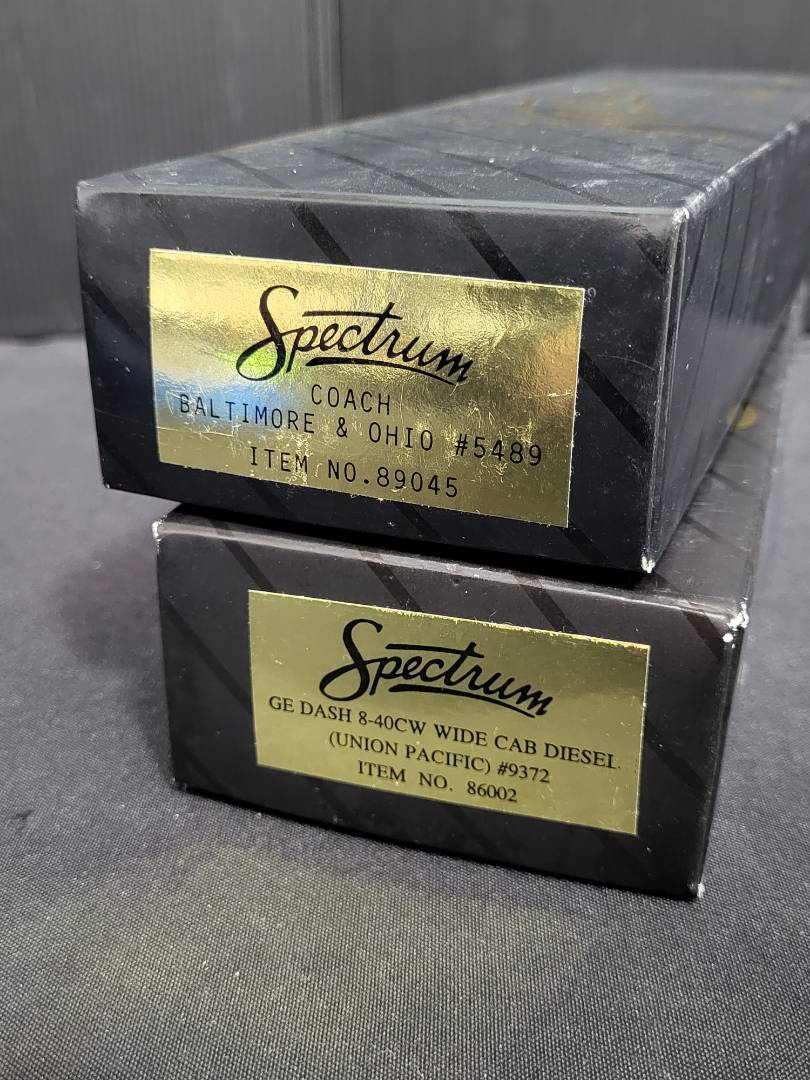 Spectrum
COACH
BALTIMORE & OHIO #5489
ITEM NO.89045
Spectrum
GE DASH 8-40CW WIDE CAB DIESEL
(UNION PACIFIC) #9372
ITEM NO. 86002